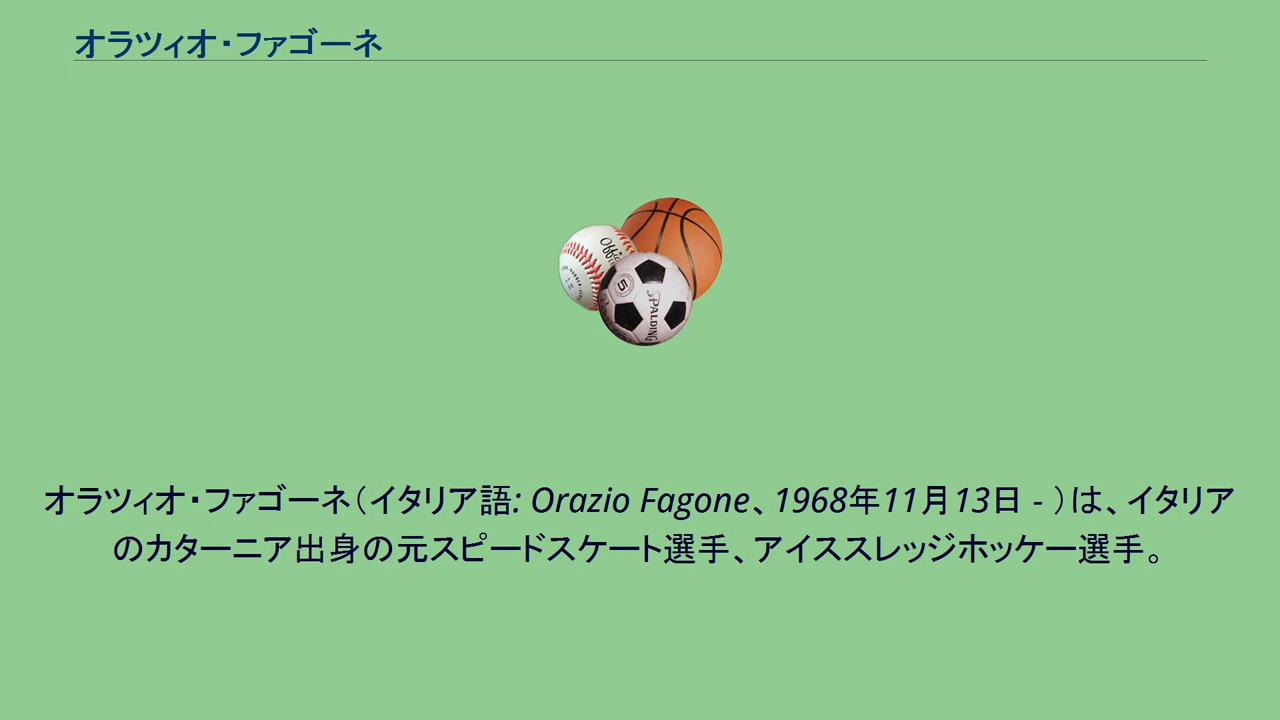 オラツィオ・ファゴーネ
Offici
5
SPALDING
オラツィオ・ファゴーネ（イタリア語: Orazio Fagone、1968年11月13日 - ）は、イタリア
のカターニア出身の元スピードスケート選手、アイススレッジホッケー選手。